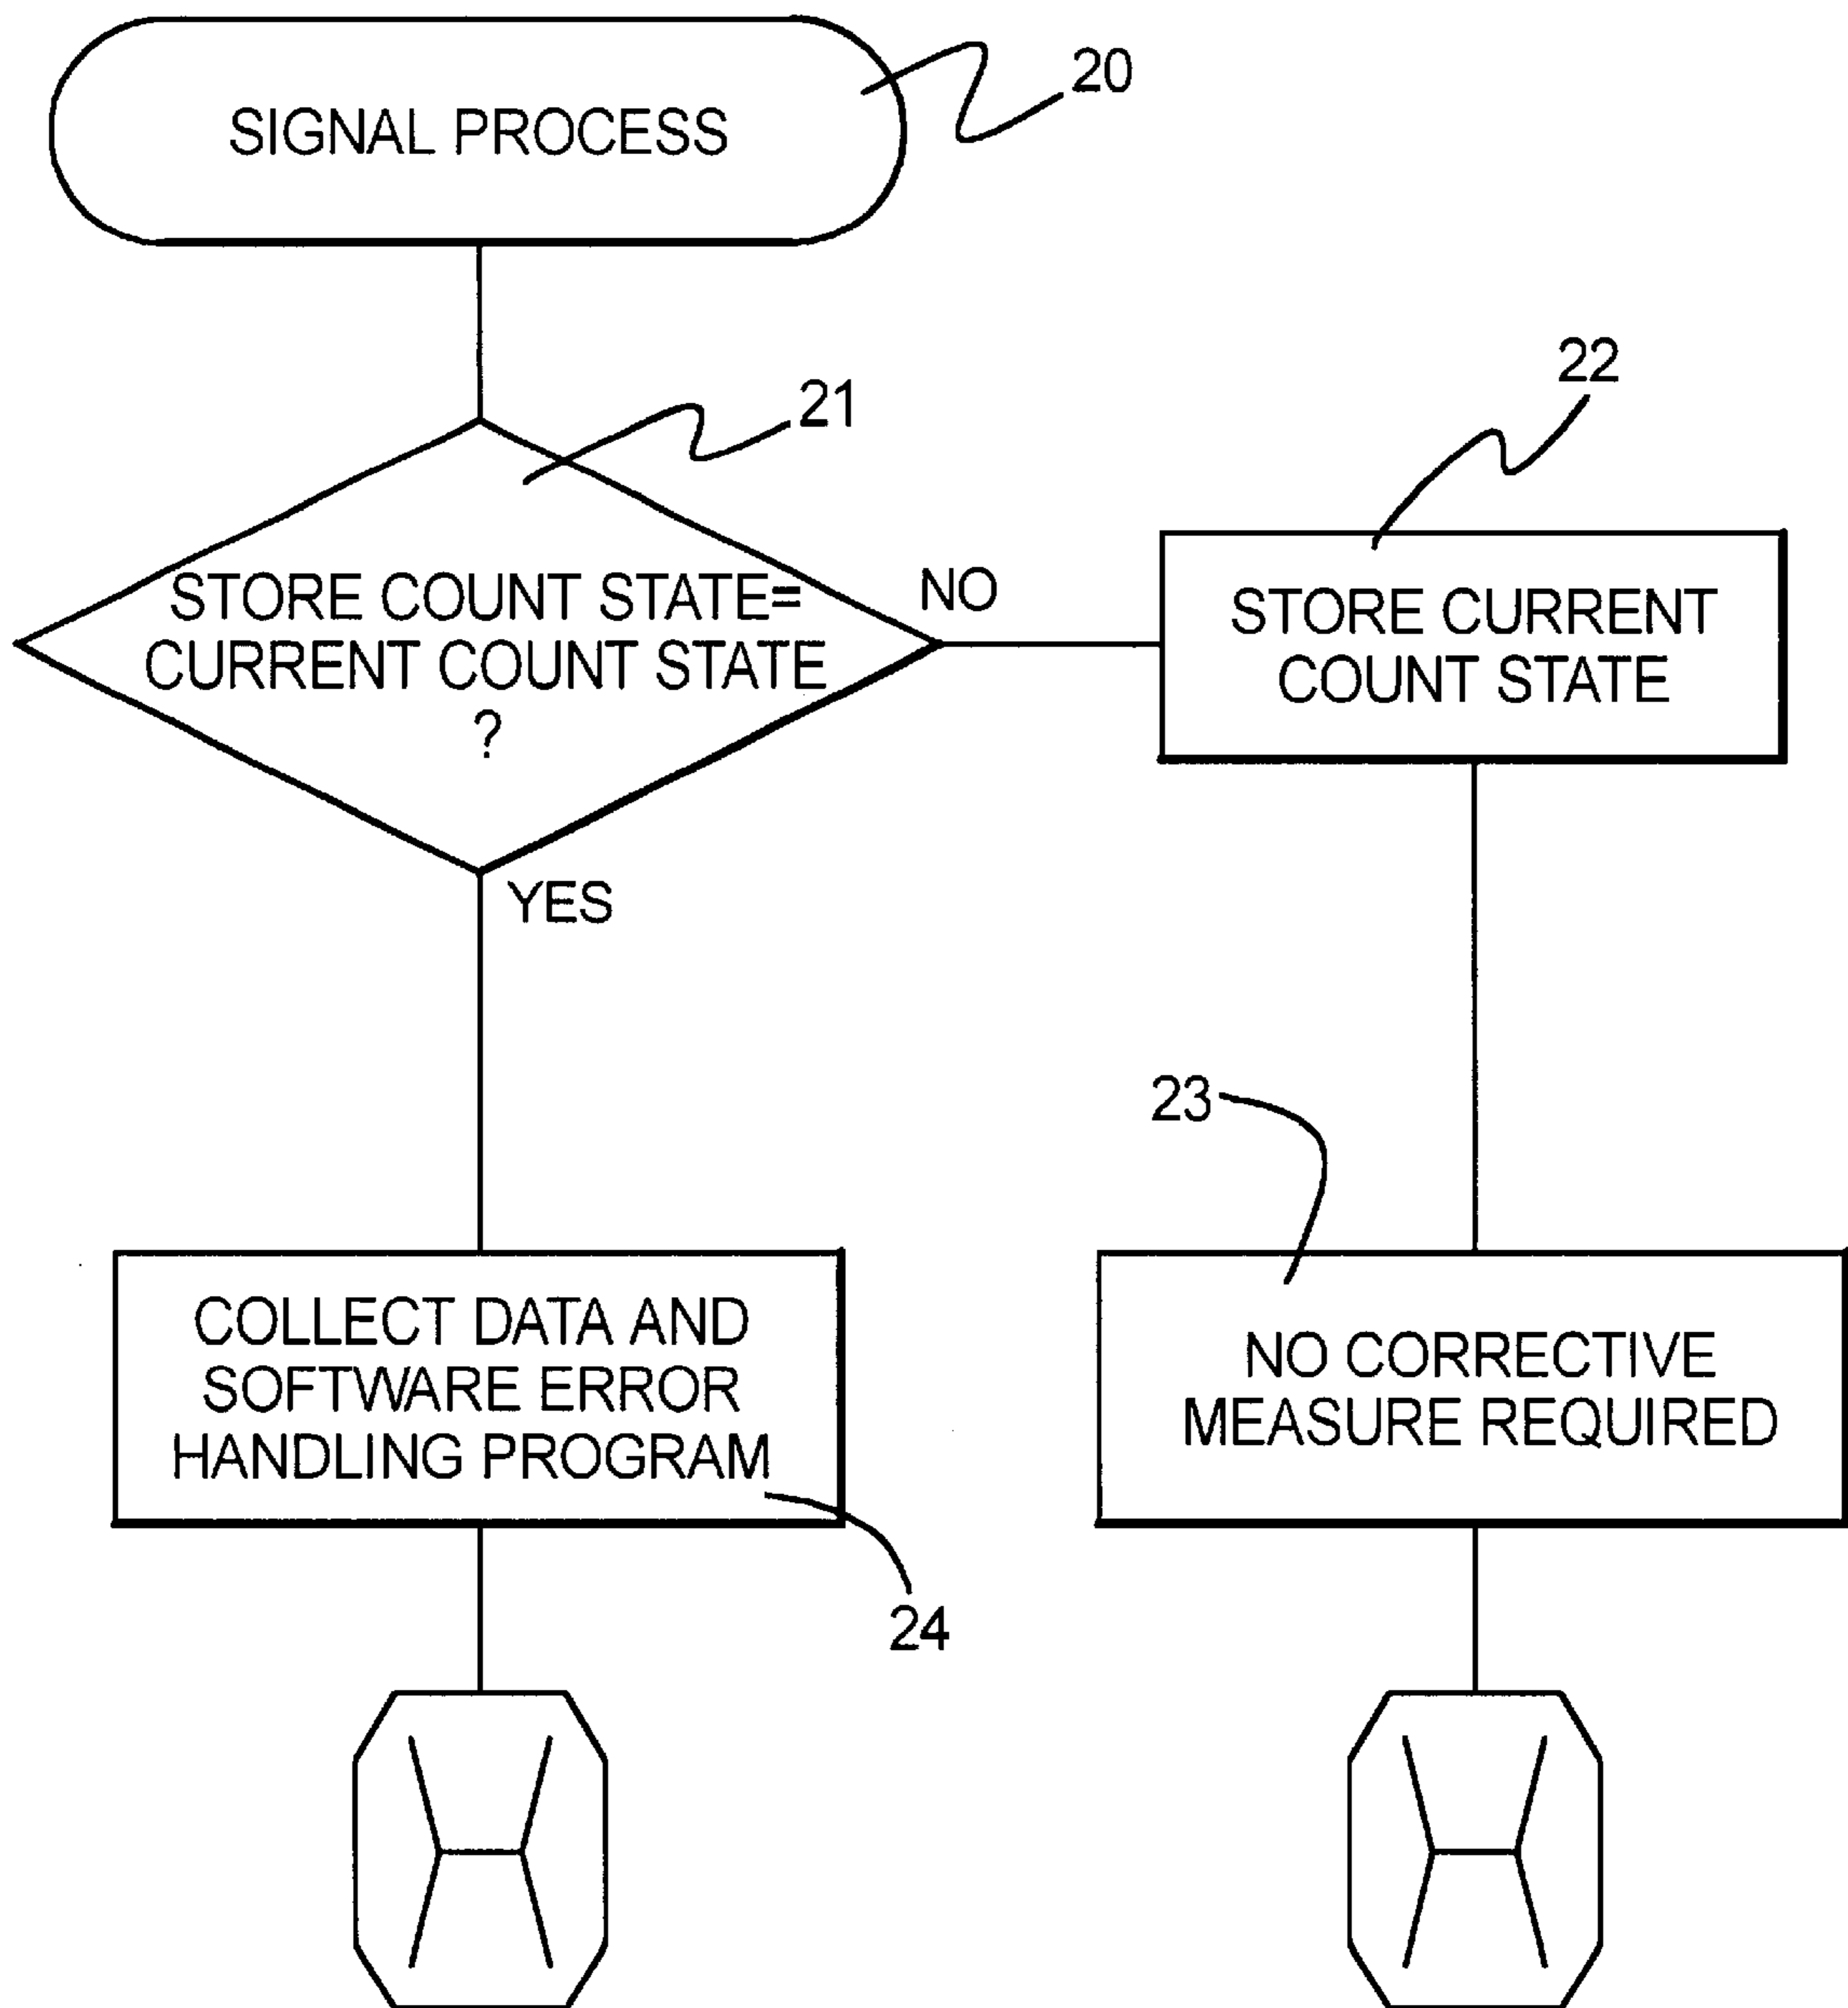 SIGNAL PROCESS
20
21
STORE COUNT STATE=
CURRENT COUNT STATE
?
NO
YES
22
STORE CURRENT
COUNT STATE
23
NO CORRECTIVE
MEASURE REQUIRED
COLLECT DATA AND
SOFTWARE ERROR
HANDLING PROGRAM
24